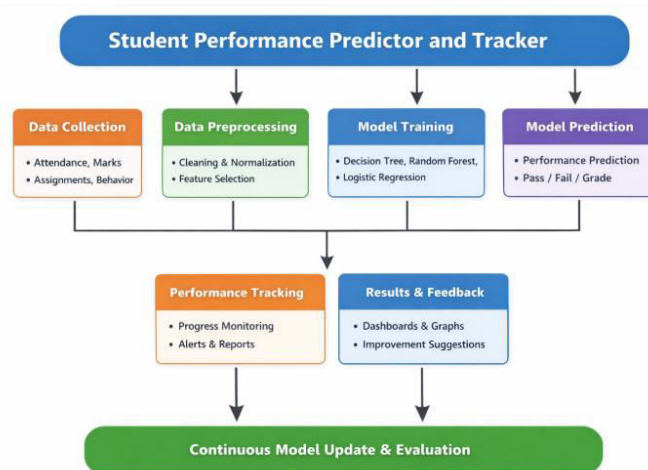 Student Performance Predictor and Tracker
Data Collection
• Attendance, Marks
• Assignments, Behavior
Data Preprocessing
• Cleaning & Normalization
• Feature Selection
Model Training
• Decision Tree, Random Forest,
• Logistic Regression
Model Prediction
• Performance Prediction
• Pass / Fail / Grade
Performance Tracking
• Progress Monitoring
• Alerts & Reports
Results & Feedback
• Dashboards & Graphs
• Improvement Suggestions
Continuous Model Update & Evaluation